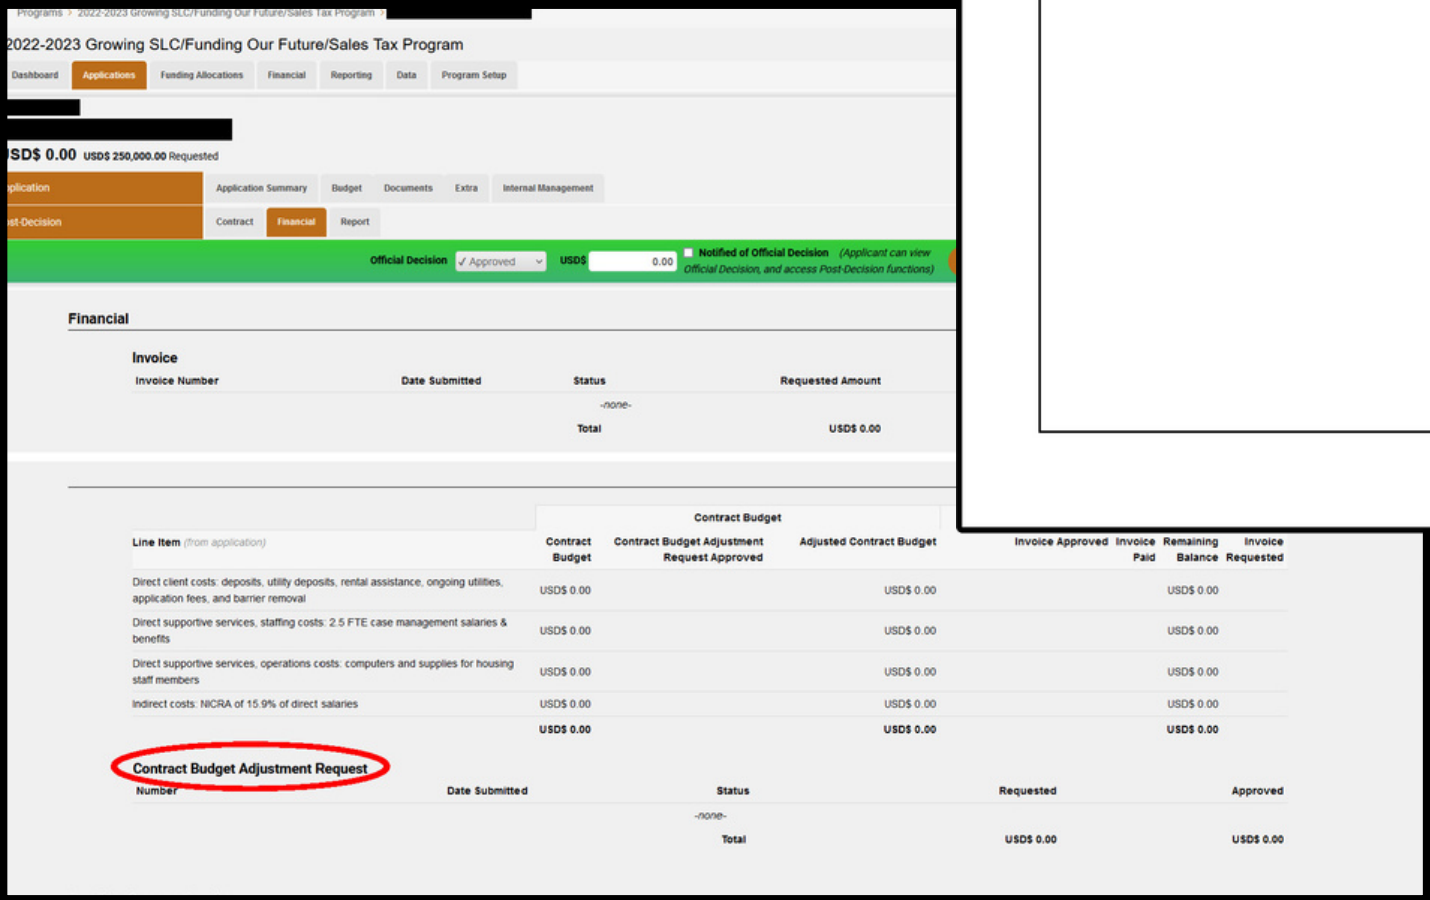 Programs > 2022-2023 Growing SLC/Funding Our Future/Sales Tax Program >
2022-2023 Growing SLC/Funding Our Future/Sales Tax Program
Dashboard Applications Funding Allocations Financial Reporting Data Program Setup
USD$ 0.00 USD$ 250,000.00 Requested
pplication Application Summary Budget Documents Extra Internal Management
st-Decision Contract Financial Report
Official Decision ✓ Approved USD$ 0.00 Notified of Official Decision (Applicant can view
Official Decision, and access Post-Decision functions)
Financial
Invoice
Invoice Number Date Submitted Status Requested Amount
-none-
Total USD$ 0.00
Contract Budget
Line Item (from application) Contract Contract Budget Adjustment Adjusted Contract Budget Invoice Approved Invoice Remaining Invoice
Budget Request Approved Paid Balance Requested
Direct client costs: deposits, utility deposits, rental assistance, ongoing utilities,
application fees, and barrier removal USD$ 0.00 USD$ 0.00 USD$ 0.00
Direct supportive services, staffing costs: 2.5 FTE case management salaries &
benefits USD$ 0.00 USD$ 0.00 USD$ 0.00
Direct supportive services, operations costs: computers and supplies for housing
staff members USD$ 0.00 USD$ 0.00 USD$ 0.00
Indirect costs: NICRA of 15.9% of direct salaries USD$ 0.00 USD$ 0.00 USD$ 0.00
USD$ 0.00 USD$ 0.00 USD$ 0.00
Contract Budget Adjustment Request
Number Date Submitted Status Requested Approved
-none-
Total USD$ 0.00 USD$ 0.00